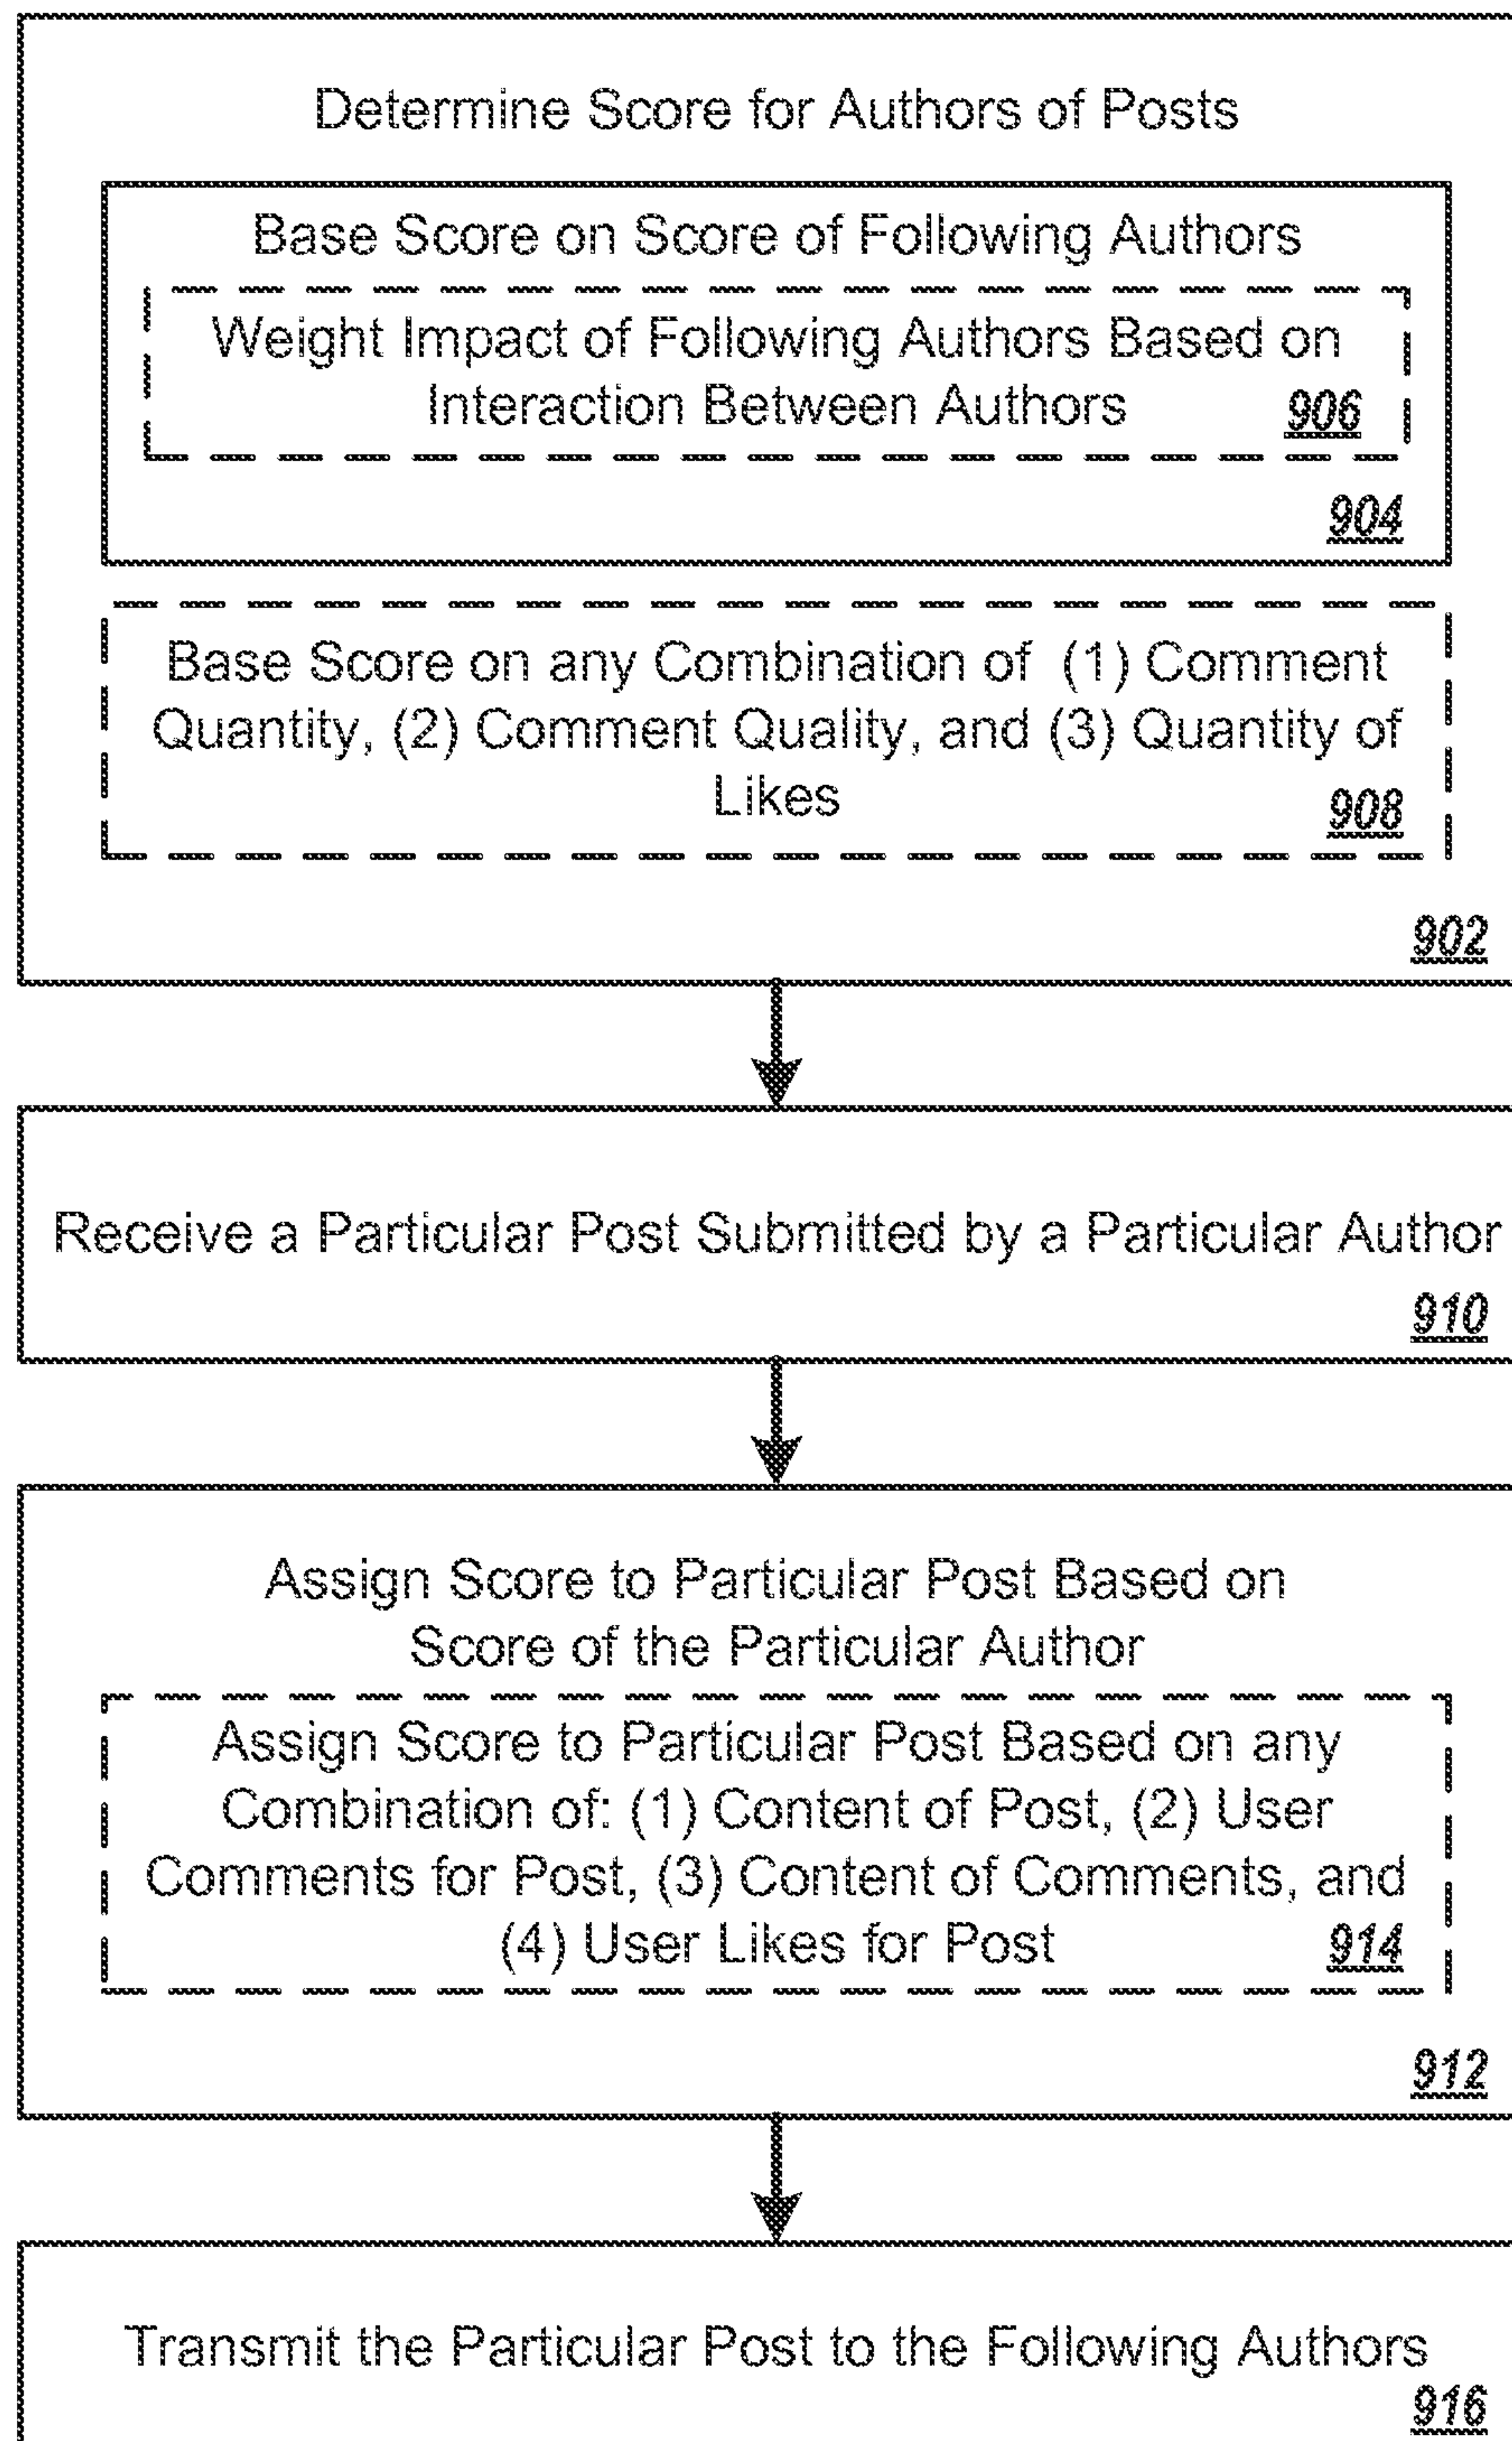 Determine Score for Authors of Posts
Base Score on Score of Following Authors
Weight Impact of Following Authors Based on
Interaction Between Authors 906
904
Base Score on any Combination of (1) Comment
Quantity, (2) Comment Quality, and (3) Quantity of
Likes 908
902
Receive a Particular Post Submitted by a Particular Author
910
Assign Score to Particular Post Based on
Score of the Particular Author
Assign Score to Particular Post Based on any
Combination of: (1) Content of Post, (2) User
Comments for Post, (3) Content of Comments, and
(4) User Likes for Post 914
912
Transmit the Particular Post to the Following Authors
916